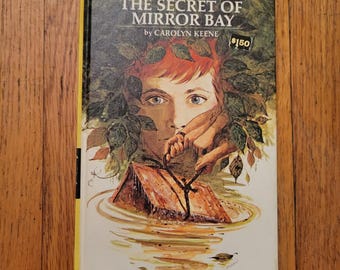 THE SECRET OF
MIRROR BAY
by CAROLYN KEENE
$150